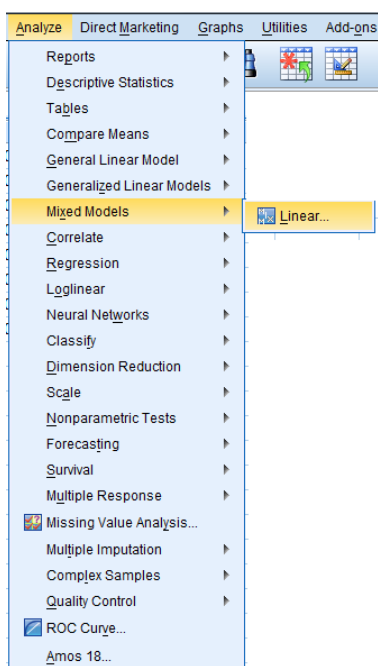 Analyze Direct Marketing Graphs Utilities Add-ons
Reports
Descriptive Statistics
Tables
Compare Means
General Linear Model
Generalized Linear Models
Mixed Models
Linear...
Correlate
Regression
Loglinear
Neural Networks
Classify
Dimension Reduction
Scale
Nonparametric Tests
Forecasting
Survival
Multiple Response
Missing Value Analysis...
Multiple Imputation
Complex Samples
Quality Control
ROC Curve...
Amos 18...